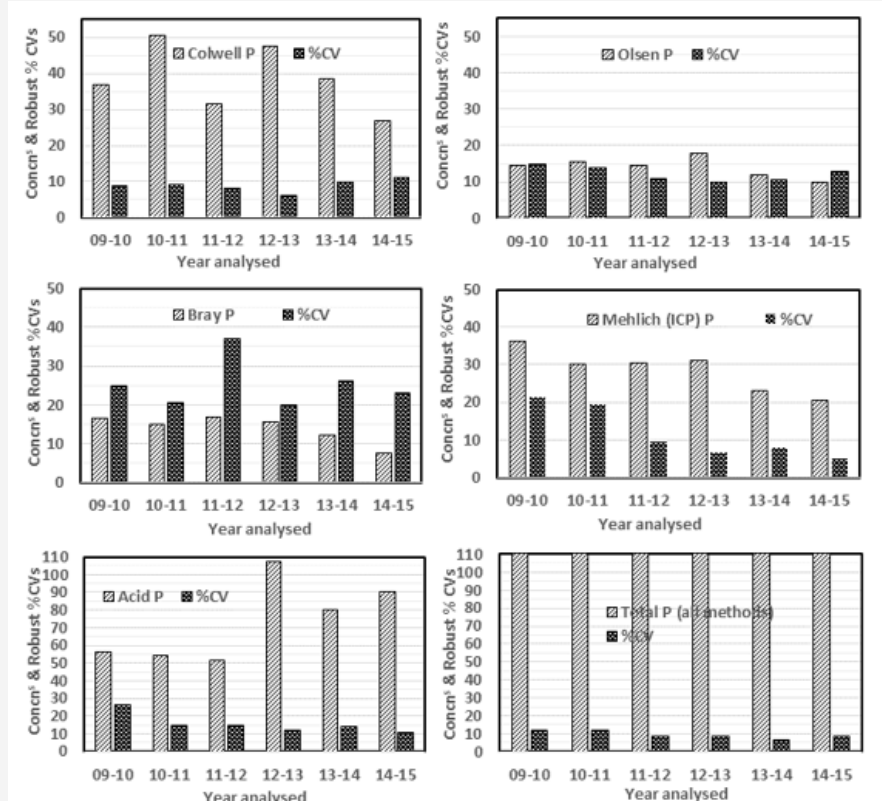 Concnˢ & Robust % CVs
50
40
30
20
10
0
Colwell P %CV
09-10 10-11 11-12 12-13 13-14 14-15
Year analysed
Concnˢ & Robust % CVs
50
40
30
20
10
0
Olsen P %CV
09-10 10-11 11-12 12-13 13-14 14-15
Year analysed
Concnˢ & Robust %CVs
50
40
30
20
10
0
Bray P %CV
09-10 10-11 11-12 12-13 13-14 14-15
Year analysed
Concnˢ & Robust %CVs
50
40
30
20
10
0
Mehlich (ICP) P %CV
09-10 10-11 11-12 12-13 13-14 14-15
Year analysed
Concnˢ & Robust %CVs
110
100
90
80
70
60
50
40
30
20
10
0
Acid P %CV
09-10 10-11 11-12 12-13 13-14 14-15
Year analysed
Concnˢ & Robust % CVs
110
100
90
80
70
60
50
40
30
20
10
0
Total P (all methods)
%CV
09-10 10-11 11-12 12-13 13-14 14-15
Year analysed